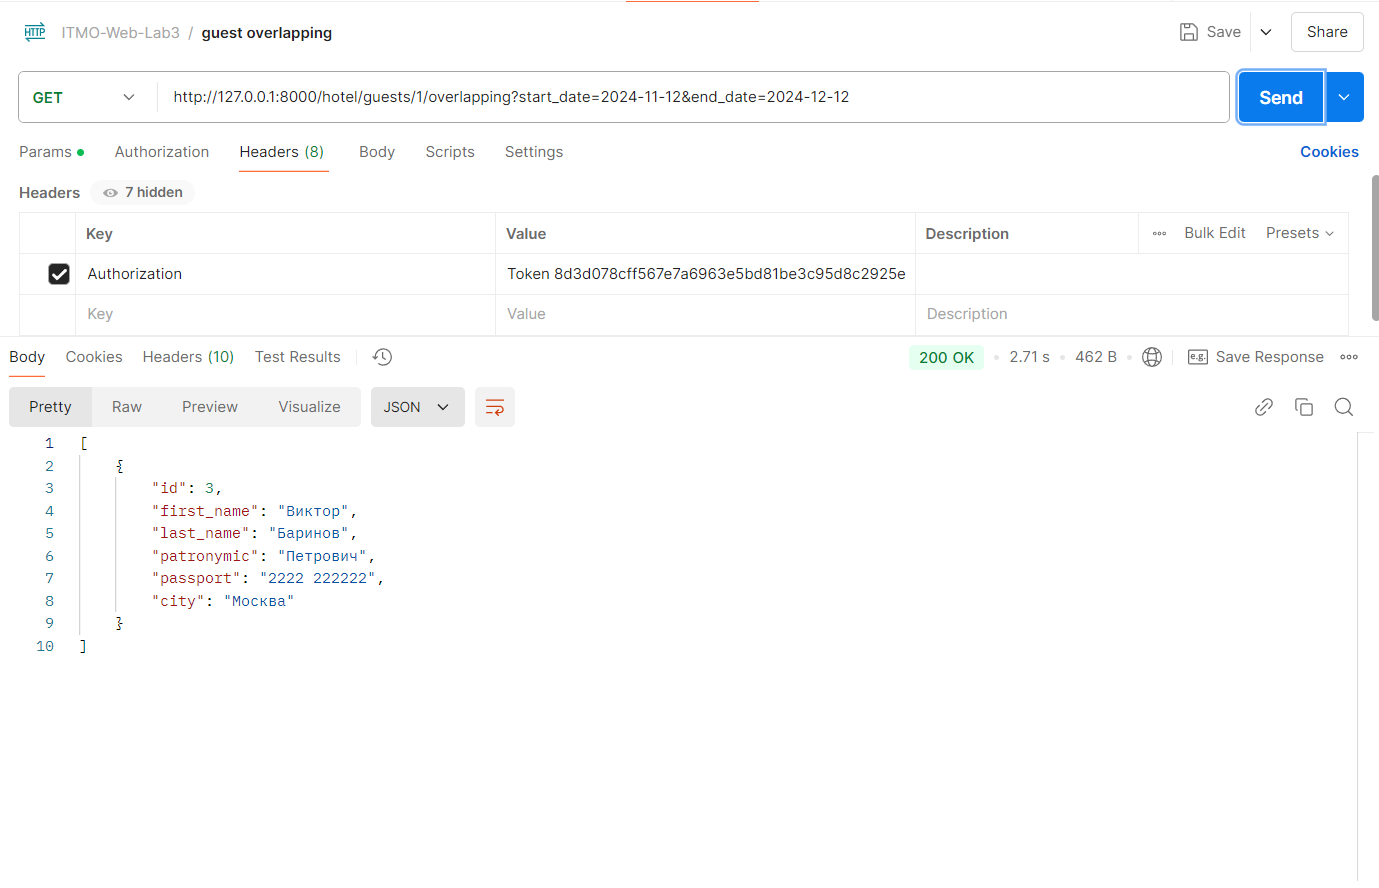 HTTP ITMO-Web-Lab3 / guest overlapping Save Share
GET http://127.0.0.1:8000/hotel/guests/1/overlapping?start_date=2024-11-12&end_date=2024-12-12 Send
Params Authorization Headers (8) Body Scripts Settings Cookies
Headers 7 hidden
Key Value Description Bulk Edit Presets
Authorization Token 8d3d078cff567e7a6963e5bd81be3c95d8c2925e
Key Value Description
Body Cookies Headers (10) Test Results 200 OK 2.71 s 462 B e.g. Save Response
Pretty Raw Preview Visualize JSON
1 [
2 {
3 "id": 3,
4 "first_name": "Виктор",
5 "last_name": "Баринов",
6 "patronymic": "Петрович",
7 "passport": "2222 222222",
8 "city": "Москва"
9 }
10 ]